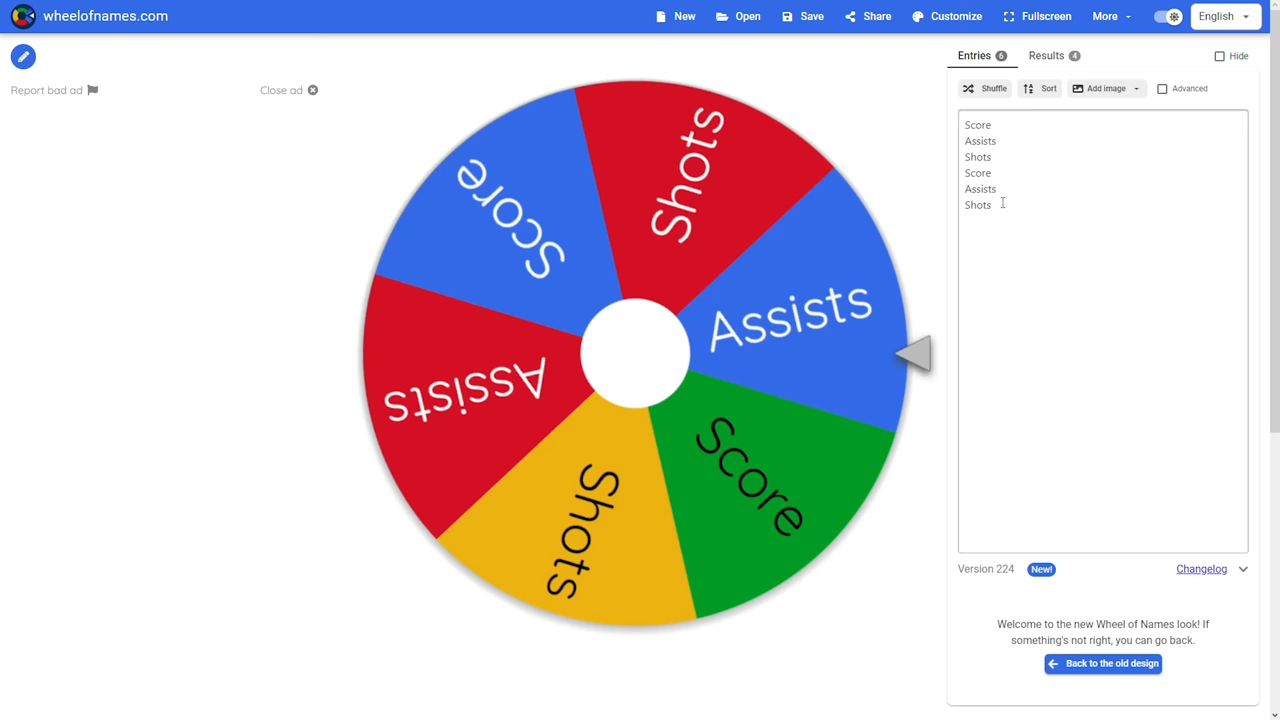 wheelofnames.com
New Open Save Share Customize Fullscreen More English
Report bad ad
Close ad
Entries 6 Results 4 Hide
Shuffle Sort Add image Advanced
Score
Assists
Shots
Score
Assists
Shots
Shots
Score
Assists
Assists
Score
Shots
Version 224 New! Changelog
Welcome to the new Wheel of Names look! If
something's not right, you can go back.
Back to the old design